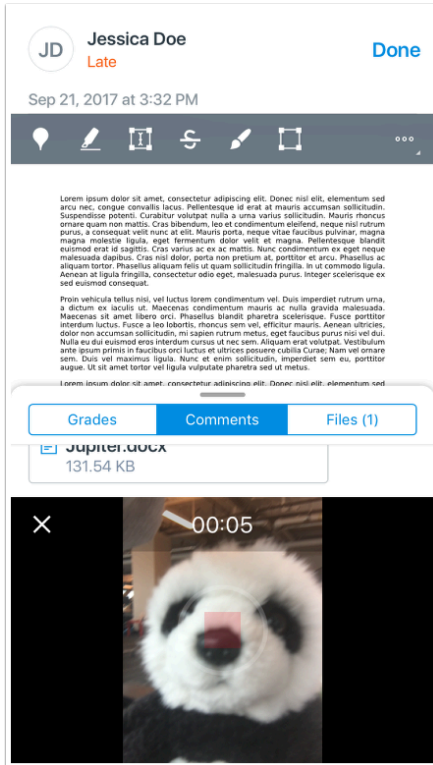 JD
Jessica Doe
Late
Done
Sep 21, 2017 at 3:32 PM
Lorem ipsum dolor sit amet, consectetur adipiscing elit. Donec nisl elit, elementum sed
arcu nec, congue convallis lacus. Pellentesque id erat at mauris accumsan sollicitudin.
Suspendisse potenti. Curabitur volutpat nulla a urna varius sollicitudin. Mauris rhoncus
ornare quam non mattis. Cras bibendum, leo et condimentum eleifend, neque nisl rutrum
purus, a consequat velit nunc at elit. Mauris porta, neque vitae faucibus pulvinar, magna
magna molestie ligula, eget fermentum dolor velit et magna. Pellentesque blandit
euismod erat id sagittis. Cras varius ac ex ac mattis. Nunc condimentum ex eget neque
malesuada dapibus. Cras nisl dolor, porta non pretium at, porttitor et arcu. Phasellus ac
aliquam tortor. Phasellus aliquam felis ut quam sollicitudin fringilla. In ut commodo ligula.
Aenean at ligula fringilla, consectetur odio eget, malesuada purus. Integer scelerisque ex
sed euismod consequat.
Proin vehicula tellus nisl, vel luctus lorem condimentum vel. Duis imperdiet rutrum urna,
a dictum ex iaculis ut. Maecenas condimentum mauris ac nulla gravida malesuada.
Maecenas sit amet libero orci. Phasellus blandit pharetra scelerisque. Fusce porttitor
interdum luctus. Fusce a leo lobortis, rhoncus sem vel, efficitur mauris. Aenean ultricies,
dolor non accumsan sollicitudin, mi sapien rutrum metus, eget faucibus purus nisi vel dui.
Nulla eu dui euismod eros interdum cursus ut nec sem. Aliquam erat volutpat. Vestibulum
ante ipsum primis in faucibus orci luctus et ultrices posuere cubilia Curae; Nam vel ornare
sem. Duis vel maximus ligula. Nunc et enim sollicitudin, imperdiet sem eu, porttitor
augue. Ut sit amet tortor vel ligula vulputate pharetra sed ut metus.
Lorem ipsum dolor sit amet, consectetur adipiscing elit. Donec nisl elit, elementum sed
Grades
Comments
Files (1)
Jupiter.docx
131.54 KB
00:05